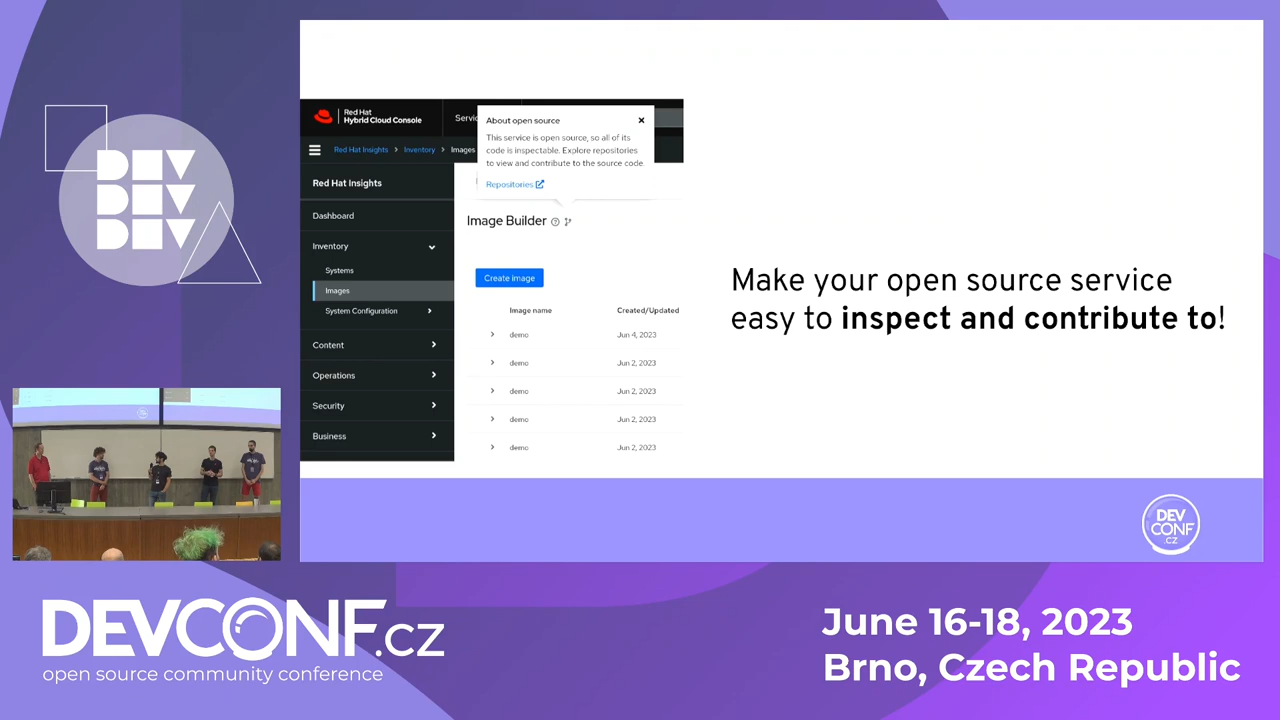 DEV
DEV
DEV
Red Hat
Hybrid Cloud Console
Servic
About open source
This service is open source, so all of its
code is inspectable. Explore repositories
to view and contribute to the source code.
Repositories
Red Hat Insights > Inventory > Images
Red Hat Insights
Dashboard
Inventory
Systems
Images
System Configuration
Content
Operations
Security
Business
Image Builder
Create image
Image name Created/Updated
demo Jun 4, 2023
demo Jun 2, 2023
demo Jun 2, 2023
demo Jun 2, 2023
demo Jun 2, 2023
Make your open source service
easy to inspect and contribute to!
DEV
CONF
.CZ
DEVCONF.cz
open source community conference
June 16-18, 2023
Brno, Czech Republic